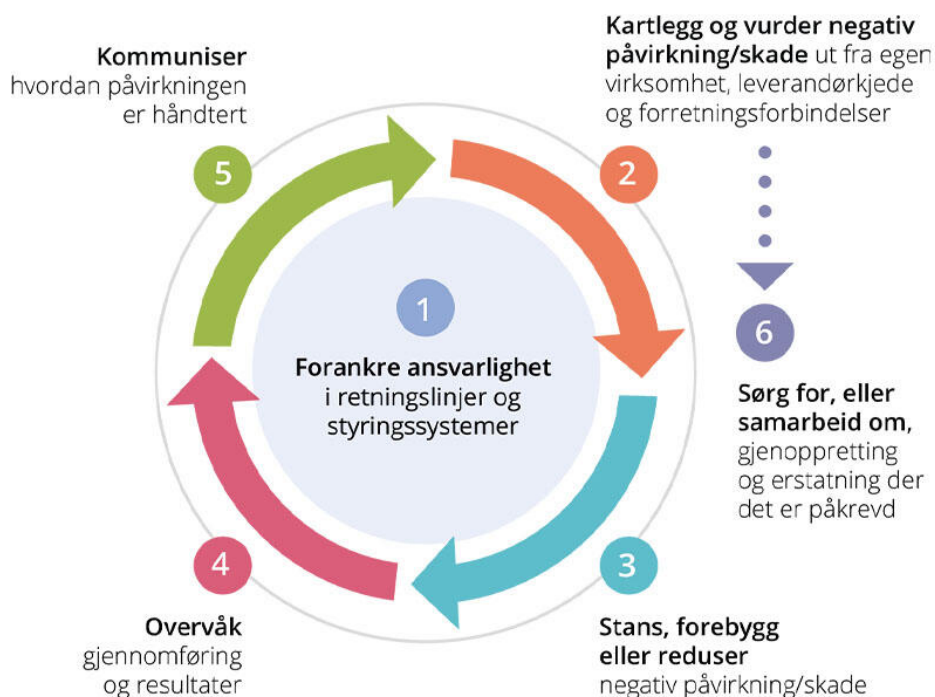 Kommuniser
hvordan påvirkningen
er håndtert
5
Kartlegg og vurder negativ
påvirkning/skade ut fra egen
virksomhet, leverandørkjede
og forretningsforbindelser
2
1
Forankre ansvarlighet
i retningslinjer og
styringssystemer
6
Sørg for, eller
samarbeid om,
gjenoppretting
og erstatning der
det er påkrevd
4
Overvåk
gjennomføring
og resultater
3
Stans, forebygg
eller reduser
negativ påvirkning/skade